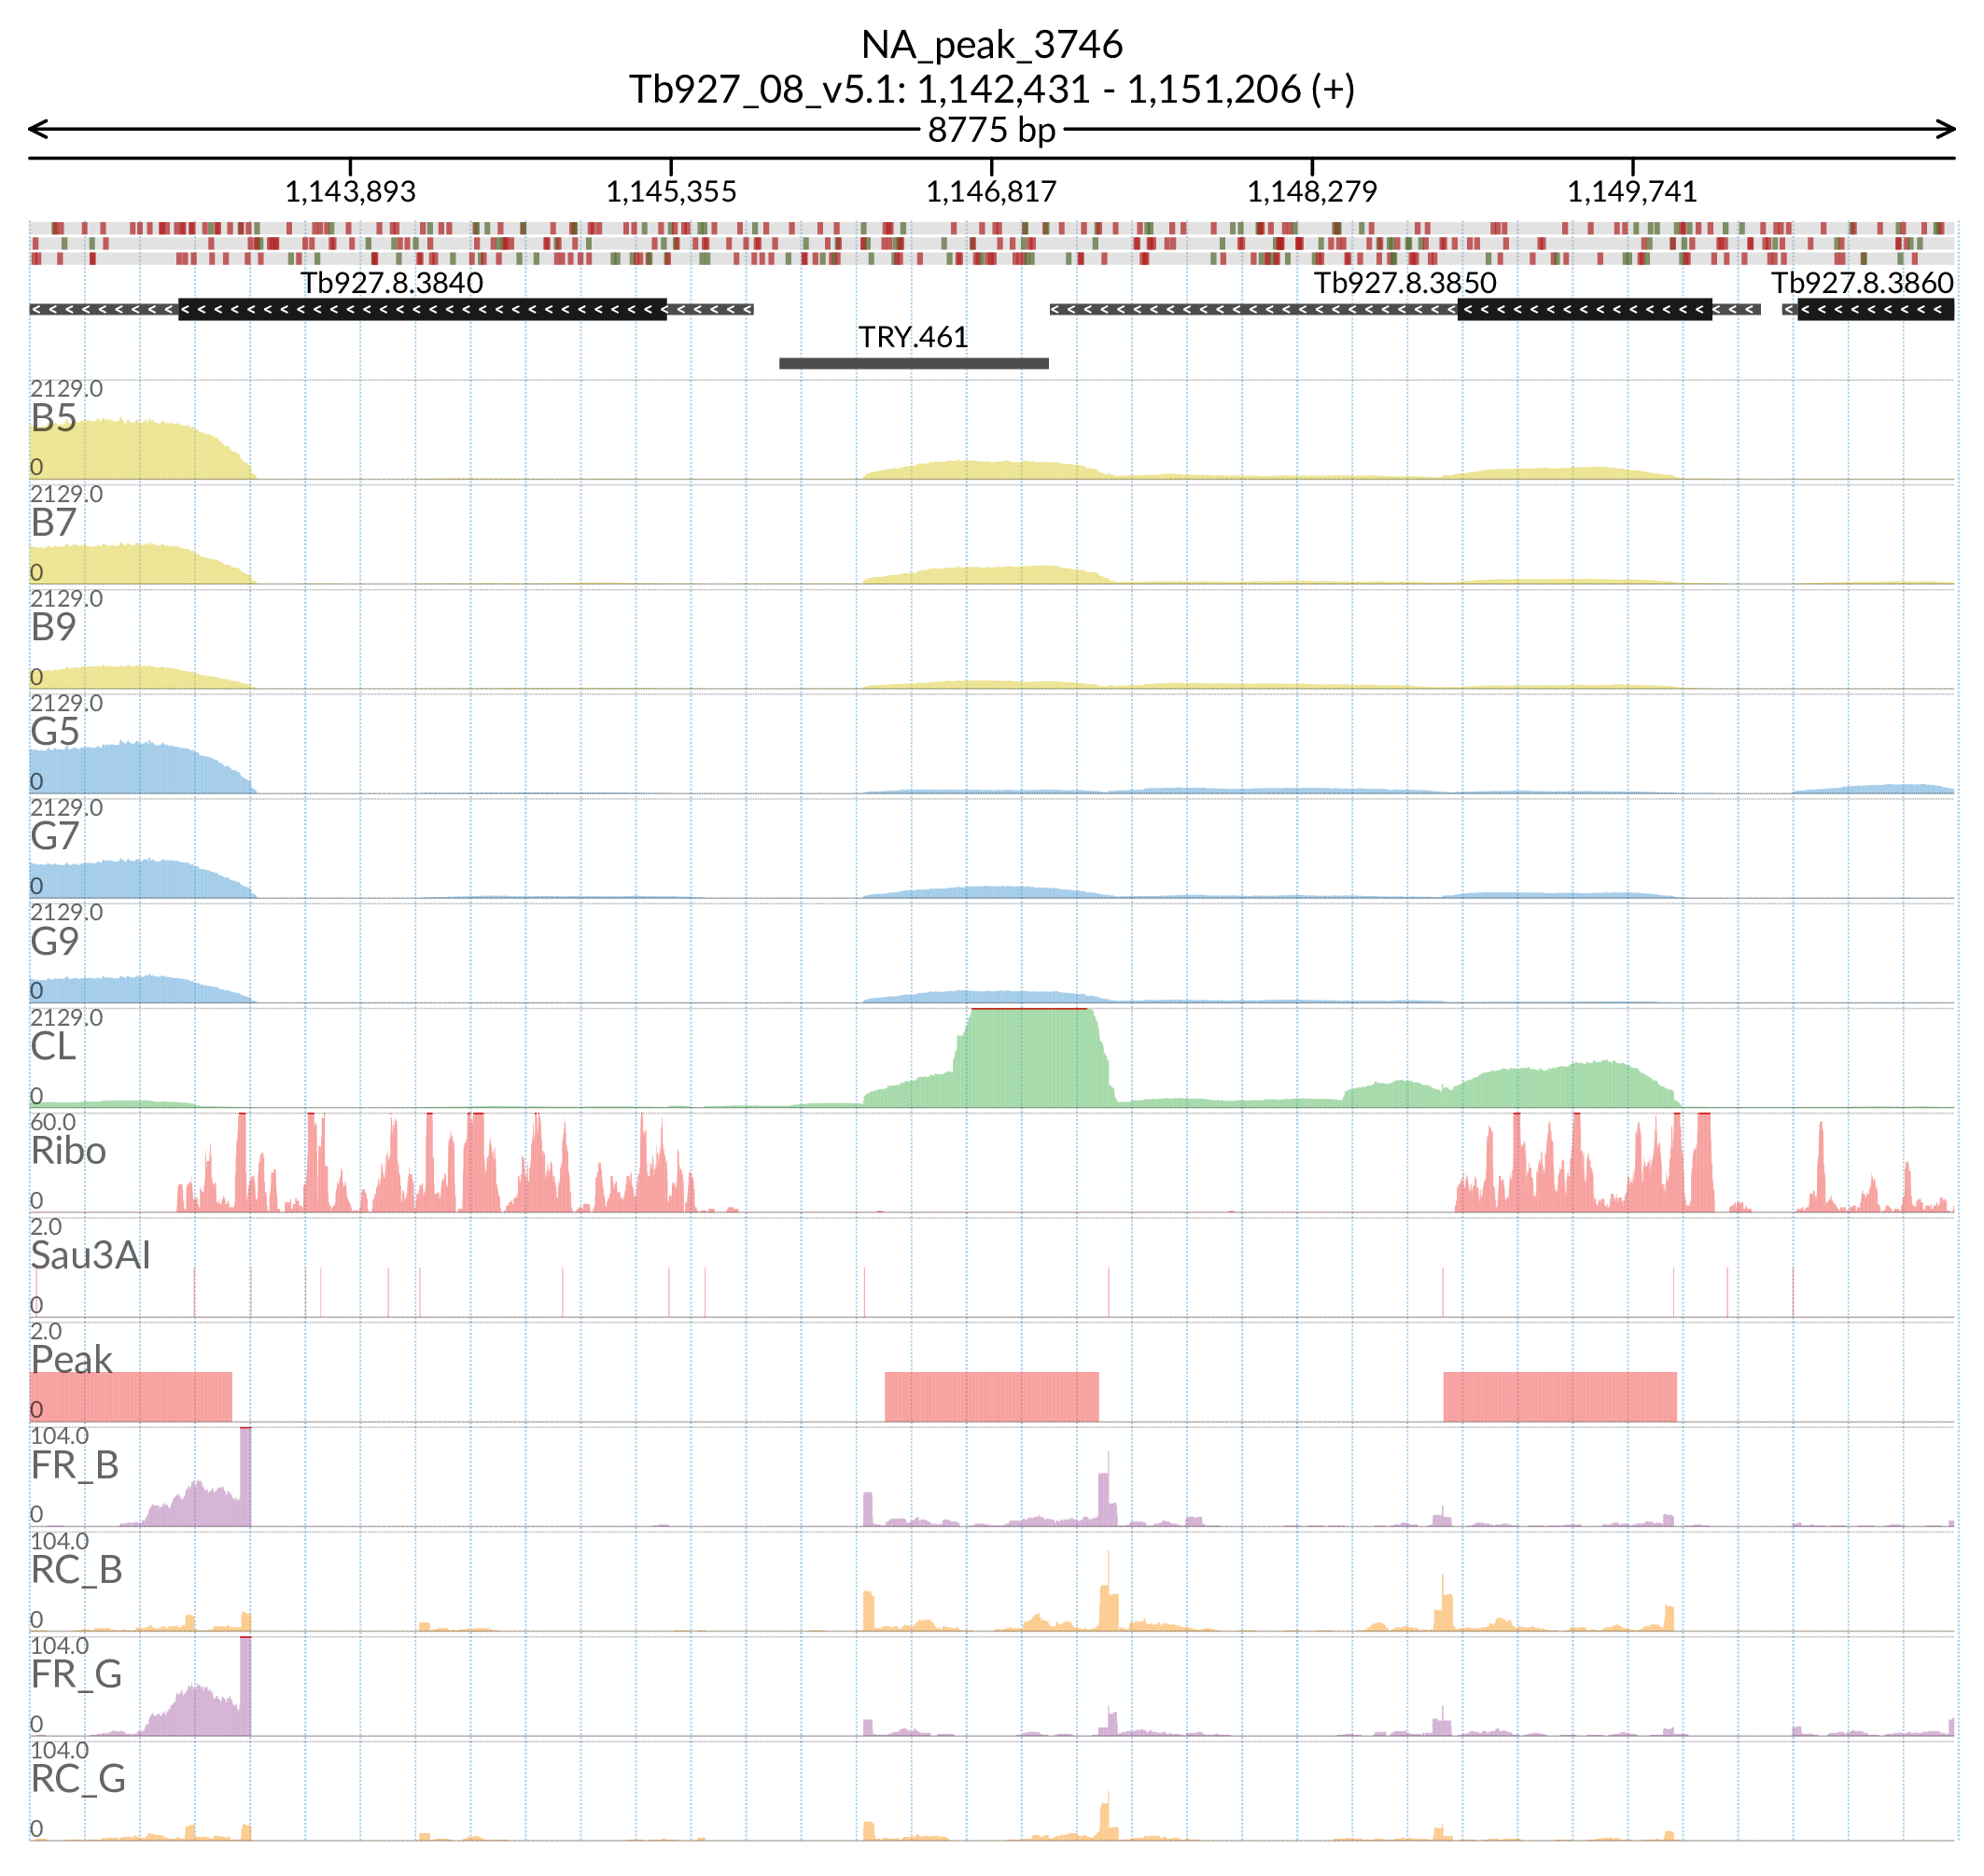 NA_peak_3746
Tb927_08_v5.1: 1,142,431 - 1,151,206 (+)
8775 bp
1,143,893 1,145,355 1,146,817 1,148,279 1,149,741
Tb927.8.3840 Tb927.8.3850 Tb927.8.3860
TRY.461
2129.0
B5
0
2129.0
B7
0
2129.0
B9
0
2129.0
G5
0
2129.0
G7
0
2129.0
G9
0
2129.0
CL
0
60.0
Ribo
0
2.0
Sau3AI
0
2.0
Peak
0
104.0
FR_B
0
104.0
RC_B
0
104.0
FR_G
0
104.0
RC_G
0